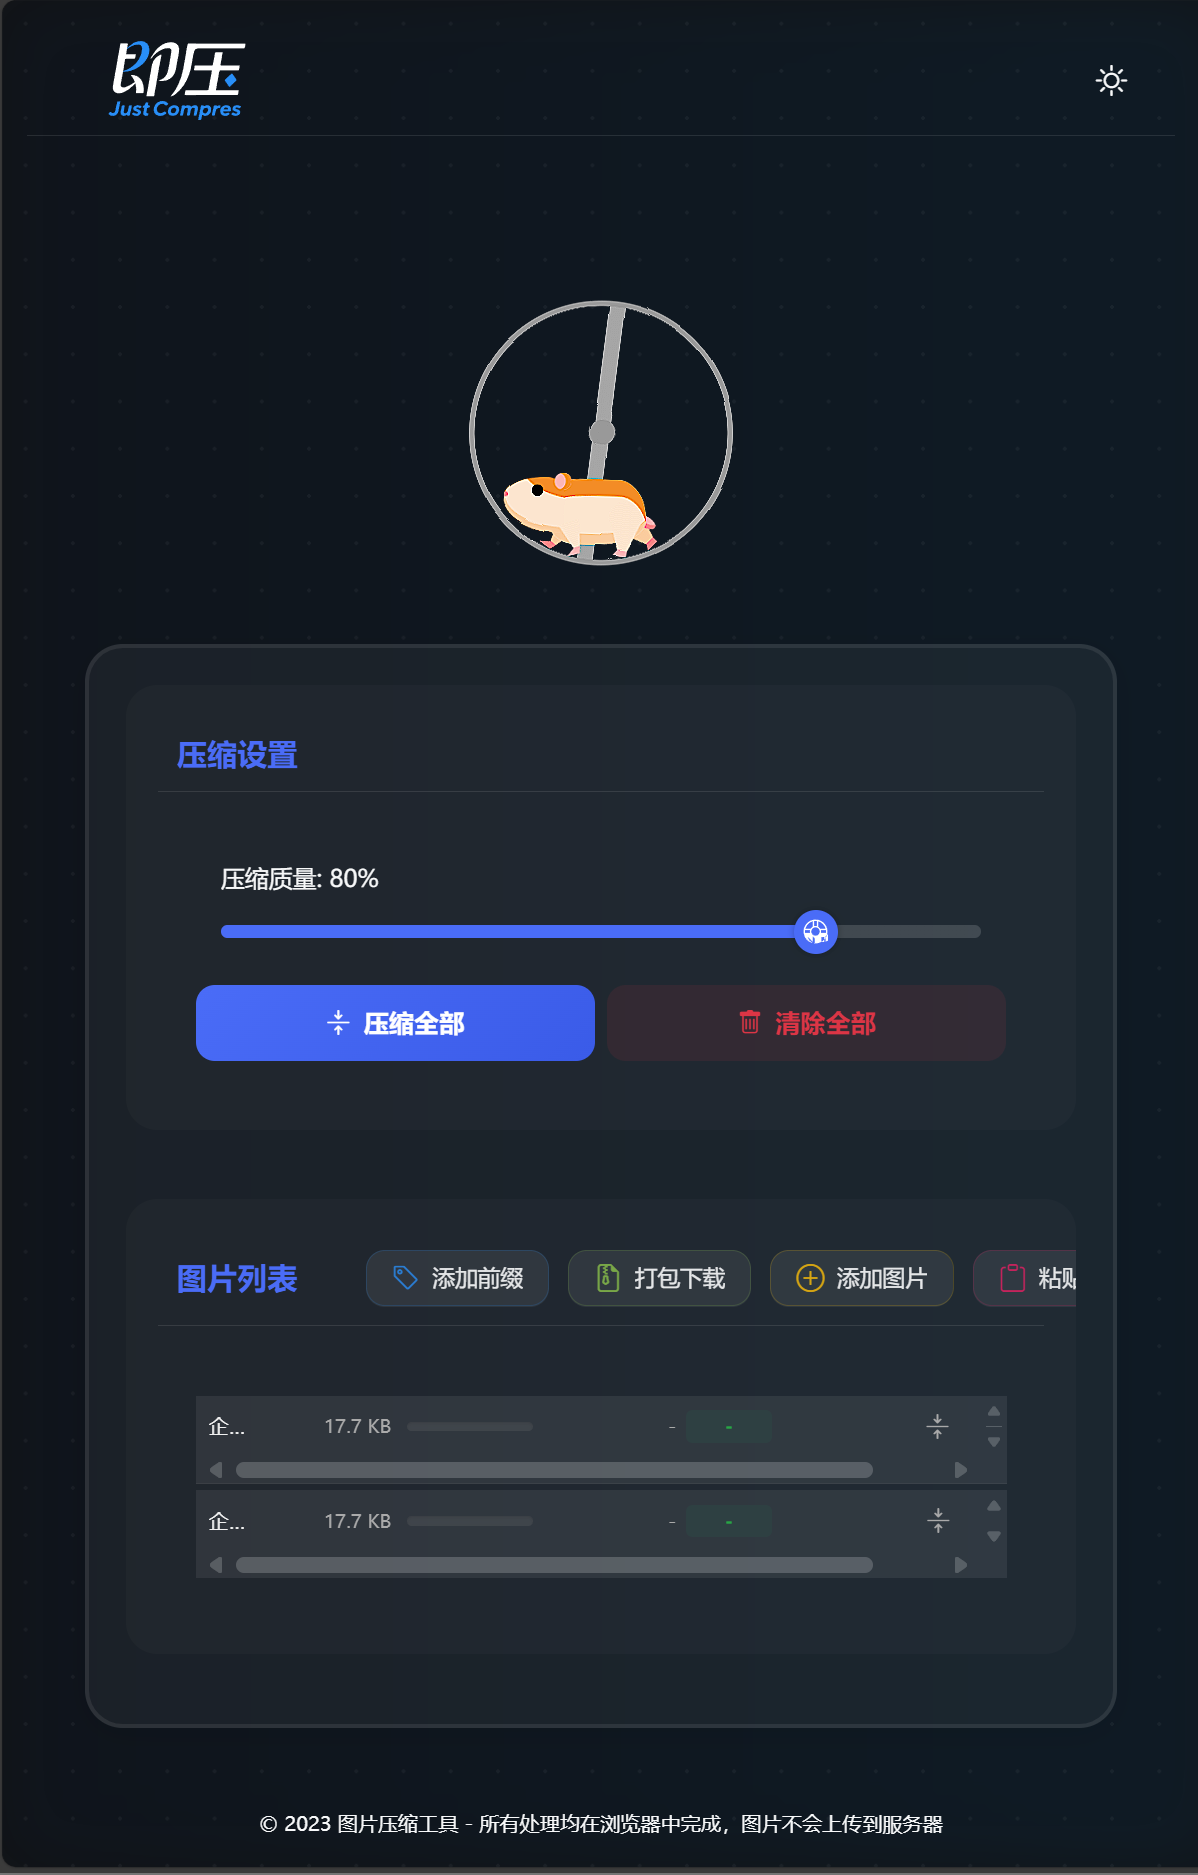 即压
Just Compres
压缩设置
压缩质量: 80%
压缩全部
清除全部
图片列表
添加前缀
打包下载
添加图片
粘贴
企...
17.7 KB
-
-
企...
17.7 KB
-
-
© 2023 图片压缩工具 - 所有处理均在浏览器中完成，图片不会上传到服务器